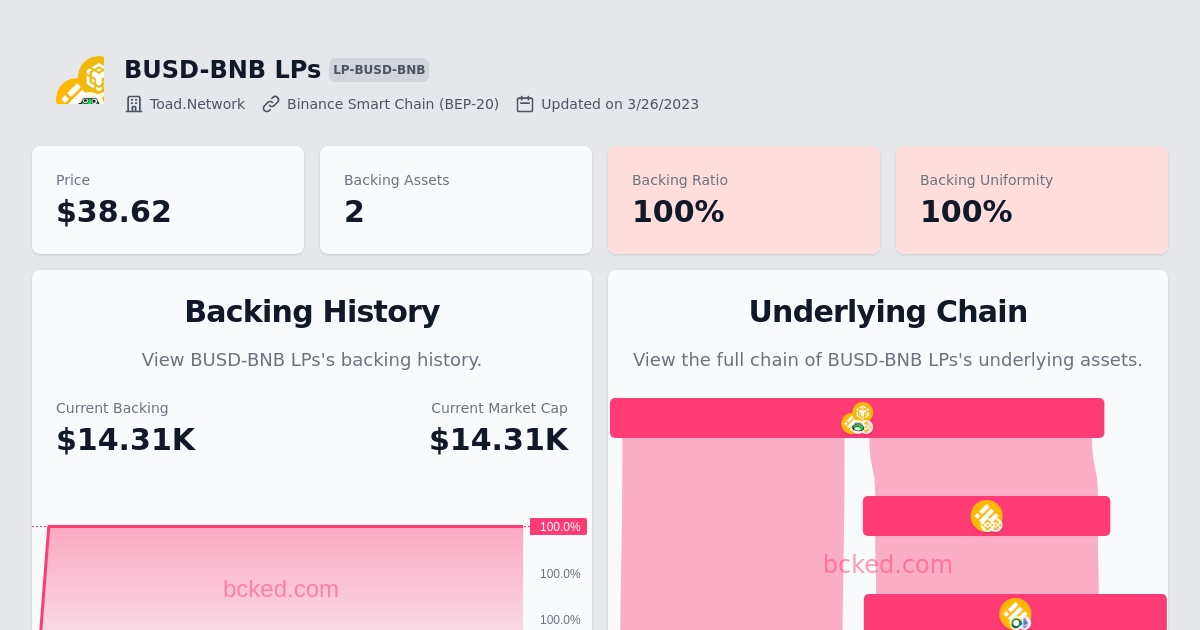 BUSD-BNB LPs LP-BUSD-BNB
Toad.Network Binance Smart Chain (BEP-20) Updated on 3/26/2023
Price
$38.62
Backing Assets
2
Backing Ratio
100%
Backing Uniformity
100%
Backing History
View BUSD-BNB LPs's backing history.
Current Backing
$14.31K
Current Market Cap
$14.31K
100.0%
100.0%
100.0%
bcked.com
Underlying Chain
View the full chain of BUSD-BNB LPs's underlying assets.
bcked.com